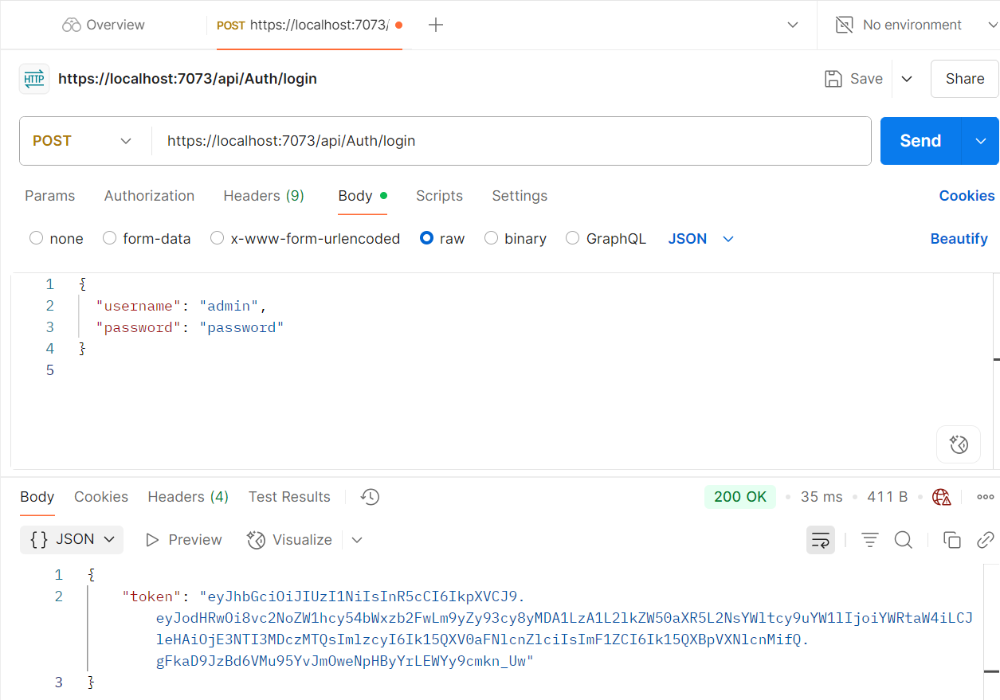 Overview
POST https://localhost:7073/
No environment
HTTP https://localhost:7073/api/Auth/login
Save
Share
POST
https://localhost:7073/api/Auth/login
Send
Params Authorization Headers (9) Body Scripts Settings Cookies
none form-data x-www-form-urlencoded raw binary GraphQL JSON Beautify
1 {
2 "username": "admin",
3 "password": "password"
4 }
5
Body Cookies Headers (4) Test Results 200 OK • 35 ms • 411 B •
{} JSON Preview Visualize
1 {
2 "token": "eyJhbGciOiJIUzI1NiIsInR5cCI6IkpXVCJ9.
eyJodHRwOi8vc2NoZW1hcy54bWxzb2FwLm9yZy93cy8yMDA1LzA1L2lkZW50aXR5L2NsYWltcy9uYW1lIjoiYWRtaW4iLCJ
leHAiOjE3NTI3MDczMTQsImlzcyI6Ik15QXV0aFNlcnZlciIsImF1ZCI6Ik15QXBpVXNlcnMifQ.
gFkaD9JzBd6VMu95YvJmOweNpHByYrLEWYy9cmkn_Uw"
3 }